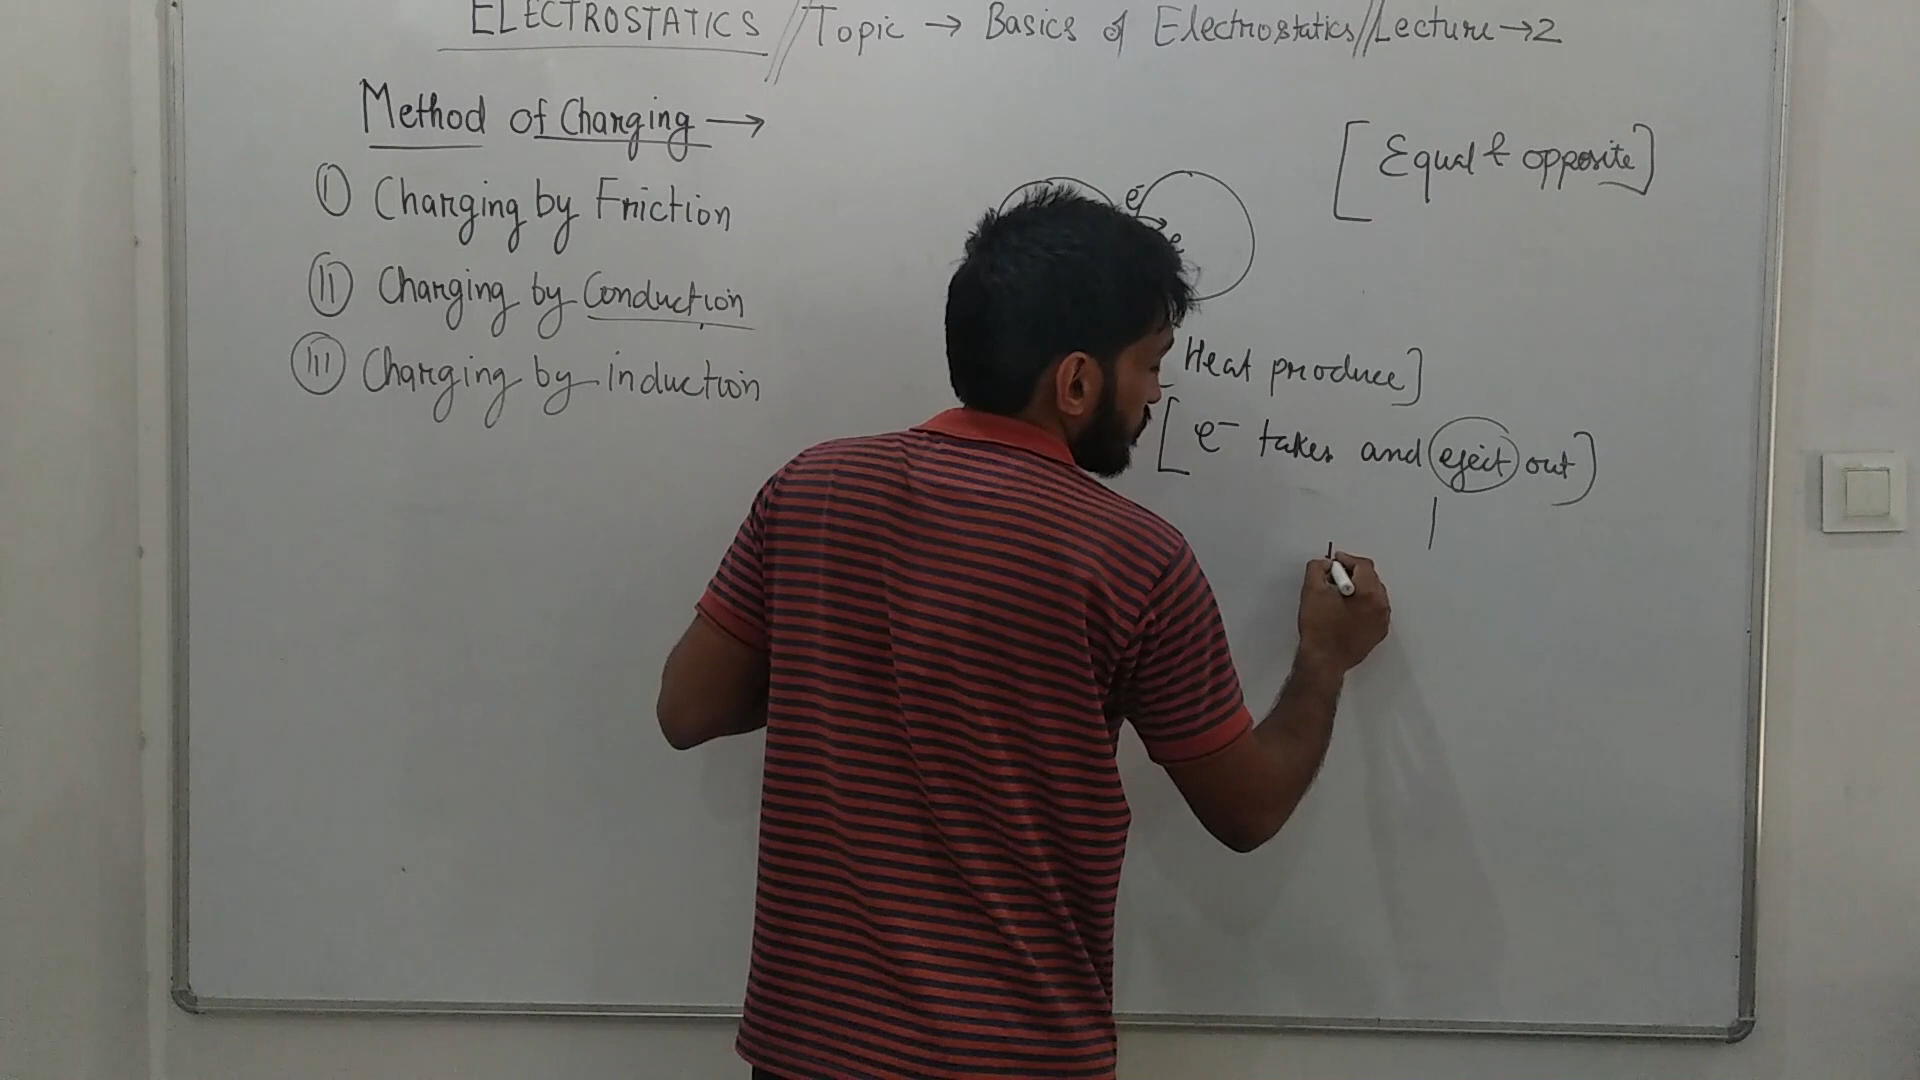 ELECTROSTATICS // Topic → Basics of Electrostatics // Lecture → 2
Method of Charging →
I Charging by Friction
II Charging by Conduction
III Charging by induction
e⁻
e
[Equal & opposite]
Heat produce]
[e⁻ takes and eject out]